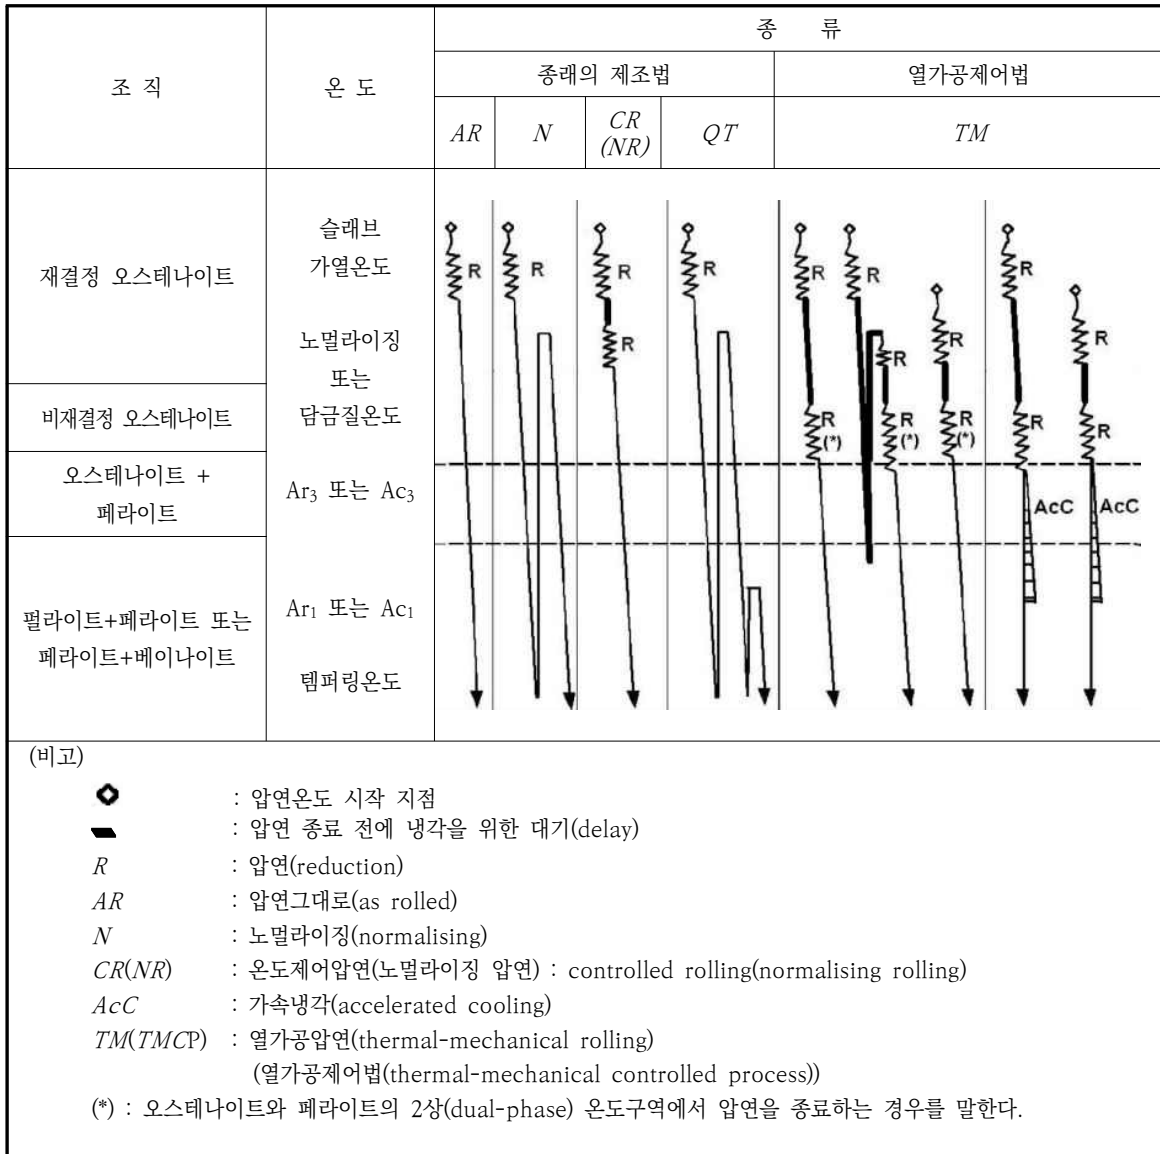 종 류
조 직
온 도
종래의 제조법
열가공제어법
AR
N
CR
(NR)
QT
TM
재결정 오스테나이트
비재결정 오스테나이트
오스테나이트 +
페라이트
펄라이트+페라이트 또는
페라이트+베이나이트
슬래브
가열온도
노멀라이징
또는
담금질온도
Ar₃ 또는 Ac₃
Ar₁ 또는 Ac₁
템퍼링온도
R
R
R
R
R
R
R
R
R
R
R
R
(*)
R
(*)
R
(*)
R
R
AcC
AcC
(비고)
: 압연온도 시작 지점
: 압연 종료 전에 냉각을 위한 대기(delay)
R : 압연(reduction)
AR : 압연그대로(as rolled)
N : 노멀라이징(normalising)
CR(NR) : 온도제어압연(노멀라이징 압연) : controlled rolling(normalising rolling)
AcC : 가속냉각(accelerated cooling)
TM(TMCP) : 열가공압연(thermal-mechanical rolling)
(열가공제어법(thermal-mechanical controlled process))
(*) : 오스테나이트와 페라이트의 2상(dual-phase) 온도구역에서 압연을 종료하는 경우를 말한다.